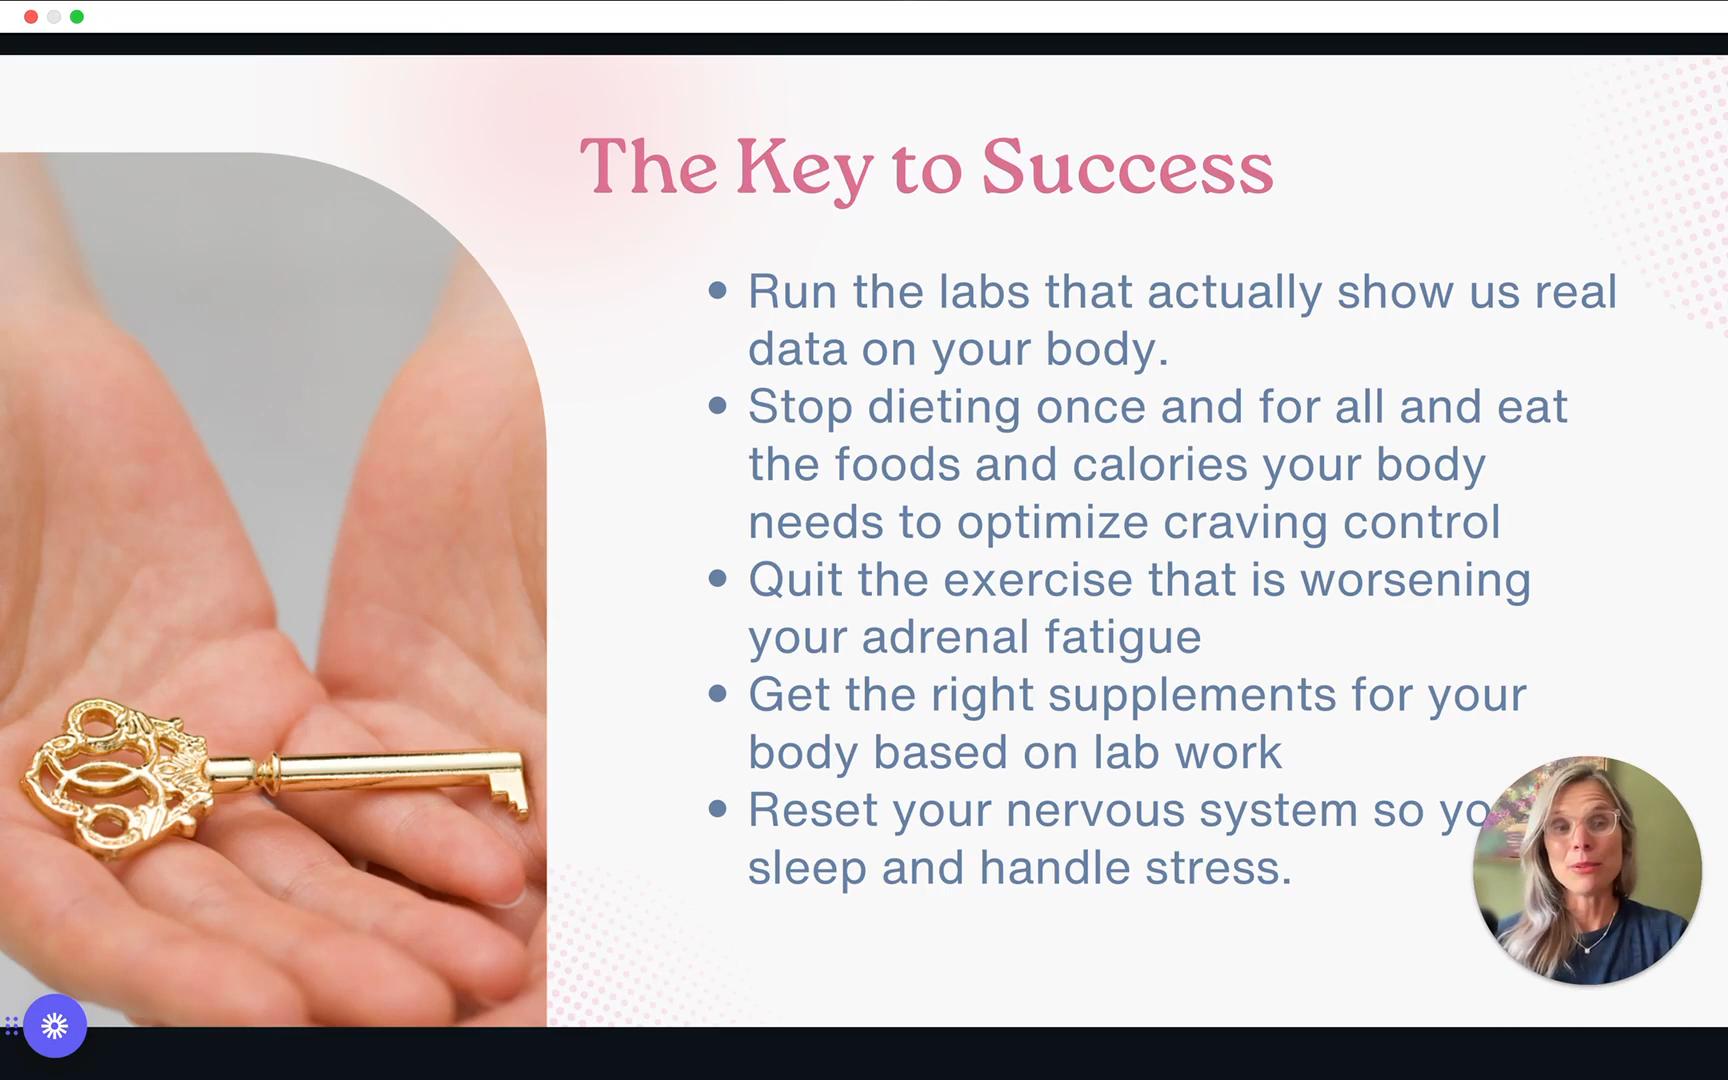 The Key to Success
Run the labs that actually show us real
data on your body.
Stop dieting once and for all and eat
the foods and calories your body
needs to optimize craving control
Quit the exercise that is worsening
your adrenal fatigue
Get the right supplements for your
body based on lab work
Reset your nervous system so
sleep and handle stress.